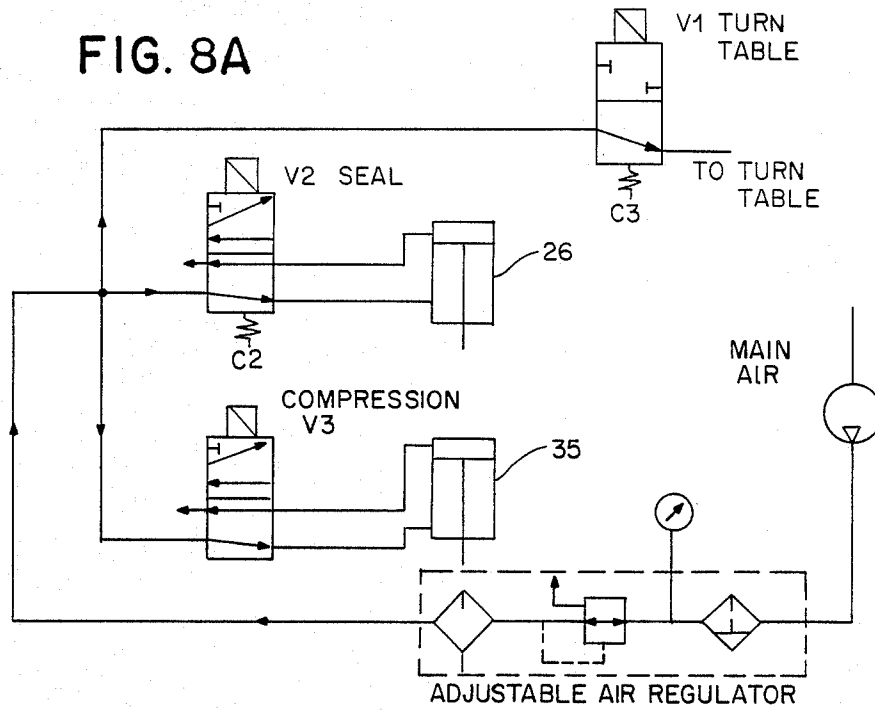 FIG. 8A
V1 TURN
TABLE
V2 SEAL
TO TURN
TABLE
C3
26
C2
MAIN
AIR
COMPRESSION
V3
35
ADJUSTABLE AIR REGULATOR